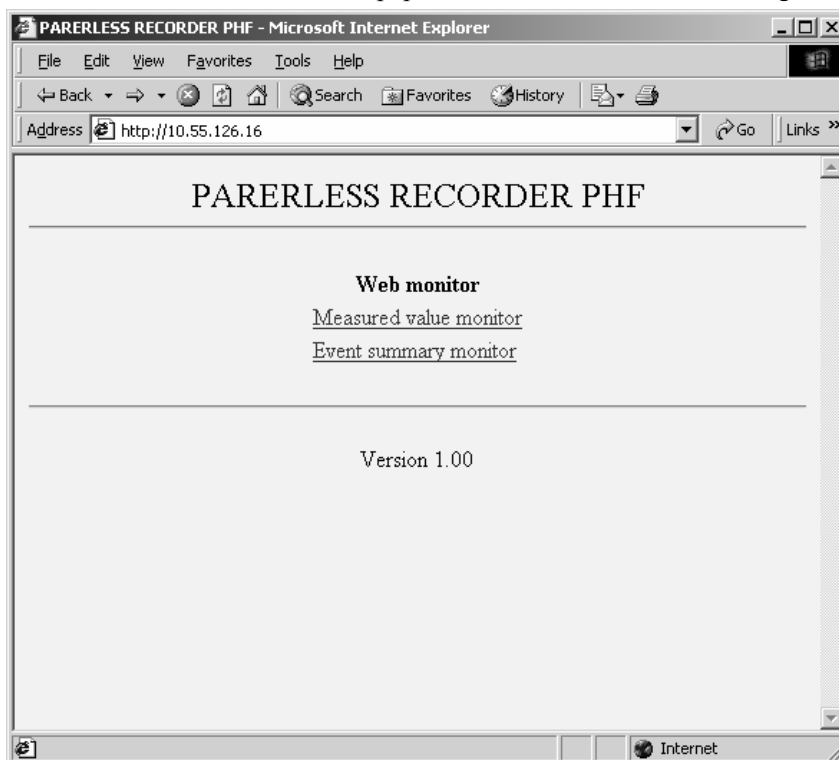 PARERLESS RECORDER PHF - Microsoft Internet Explorer
File Edit View Favorites Tools Help
Back Search Favorites History
Address http://10.55.126.16 Go Links »
PARERLESS RECORDER PHF
Web monitor
Measured value monitor
Event summary monitor
Version 1.00
Internet